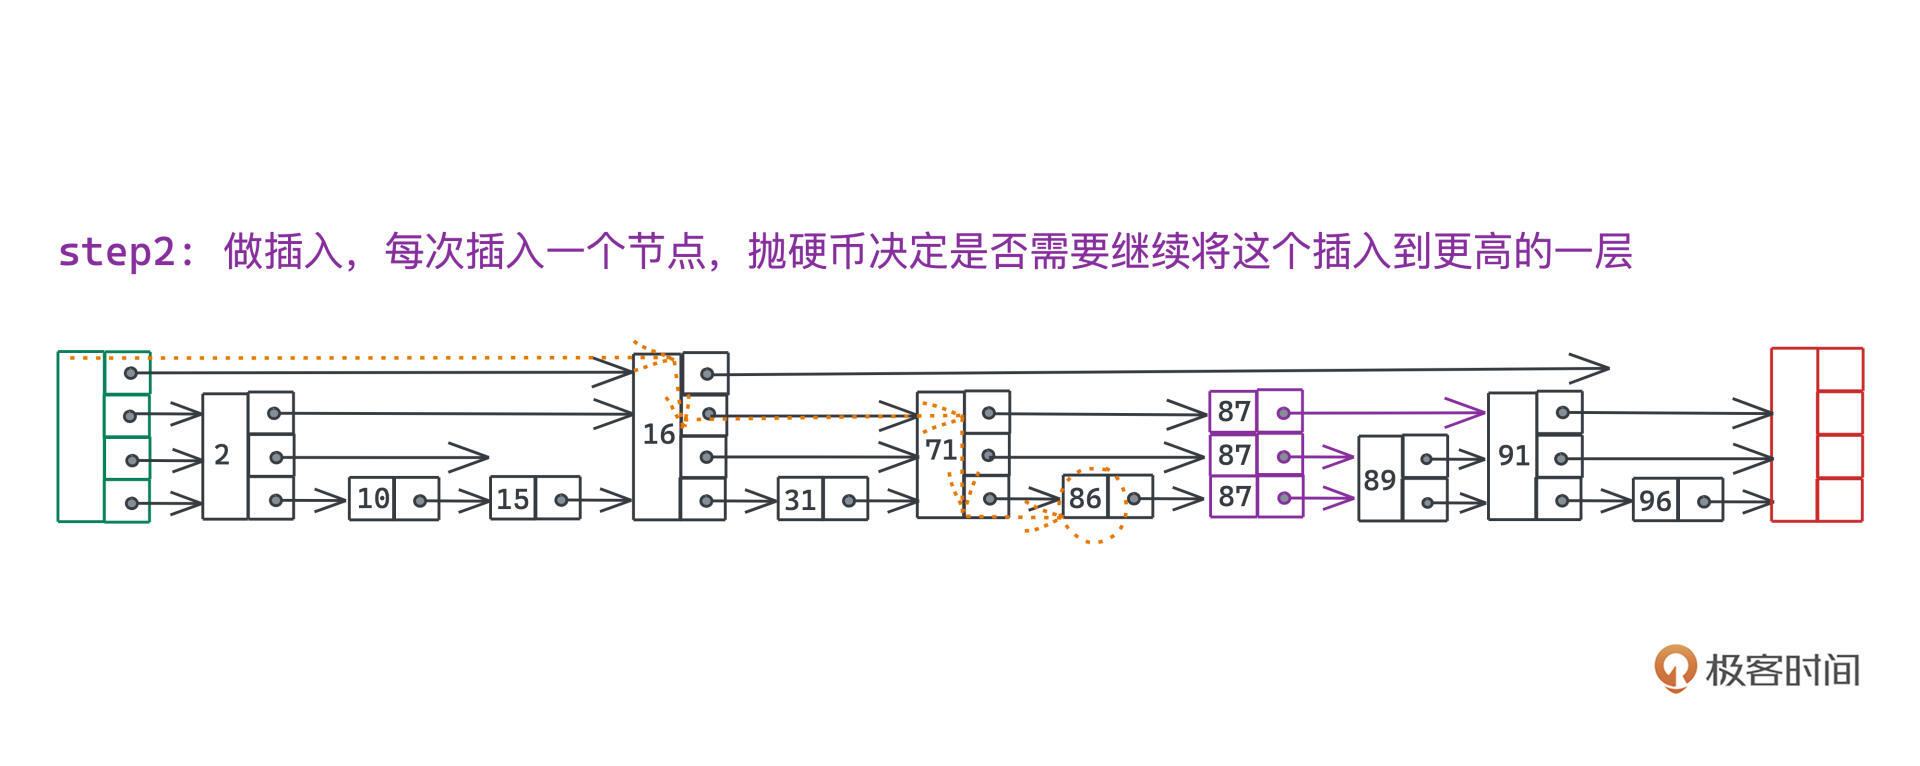 step2: 做插入，每次插入一个节点，抛硬币决定是否需要继续将这个插入到更高的一层
87
2 16 71 87 89 91
10 15 31 86 87 96
极客时间